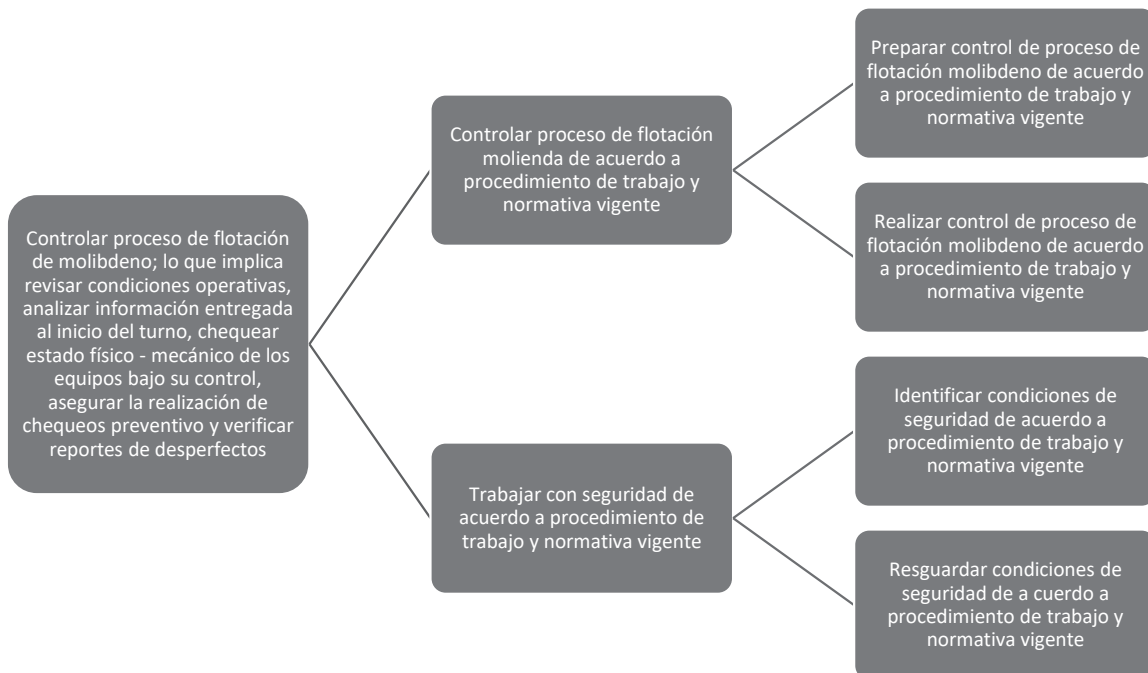 Controlar proceso de flotación
de molibdeno; lo que implica
revisar condiciones operativas,
analizar información entregada
al inicio del turno, chequear
estado físico - mecánico de los
equipos bajo su control,
asegurar la realización de
chequeos preventivo y verificar
reportes de desperfectos
Controlar proceso de flotación
molienda de acuerdo a
procedimiento de trabajo y
normativa vigente
Preparar control de proceso de
flotación molibdeno de acuerdo
a procedimiento de trabajo y
normativa vigente
Realizar control de proceso de
flotación molibdeno de acuerdo
a procedimiento de trabajo y
normativa vigente
Trabajar con seguridad de
acuerdo a procedimiento de
trabajo y normativa vigente
Identificar condiciones de
seguridad de acuerdo a
procedimiento de trabajo y
normativa vigente
Resguardar condiciones de
seguridad de a cuerdo a
procedimiento de trabajo y
normativa vigente